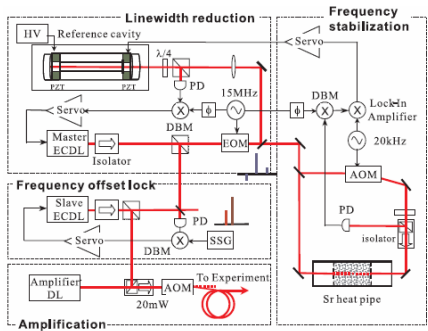 Linewidth reduction
HV
Reference cavity
PZT
PZT
λ/4
PD
Servo
15MHz
ϕ
Master
ECDL
Isolator
DBM
EOM
Frequency
stabilization
Servo
DBM
Lock-In
Amplifier
ϕ
20kHz
AOM
PD
isolator
Sr heat pipe
Frequency offset lock
Slave
ECDL
PD
Servo
DBM
SSG
Amplifier
DL
20mW
AOM
To Experiment
Amplification